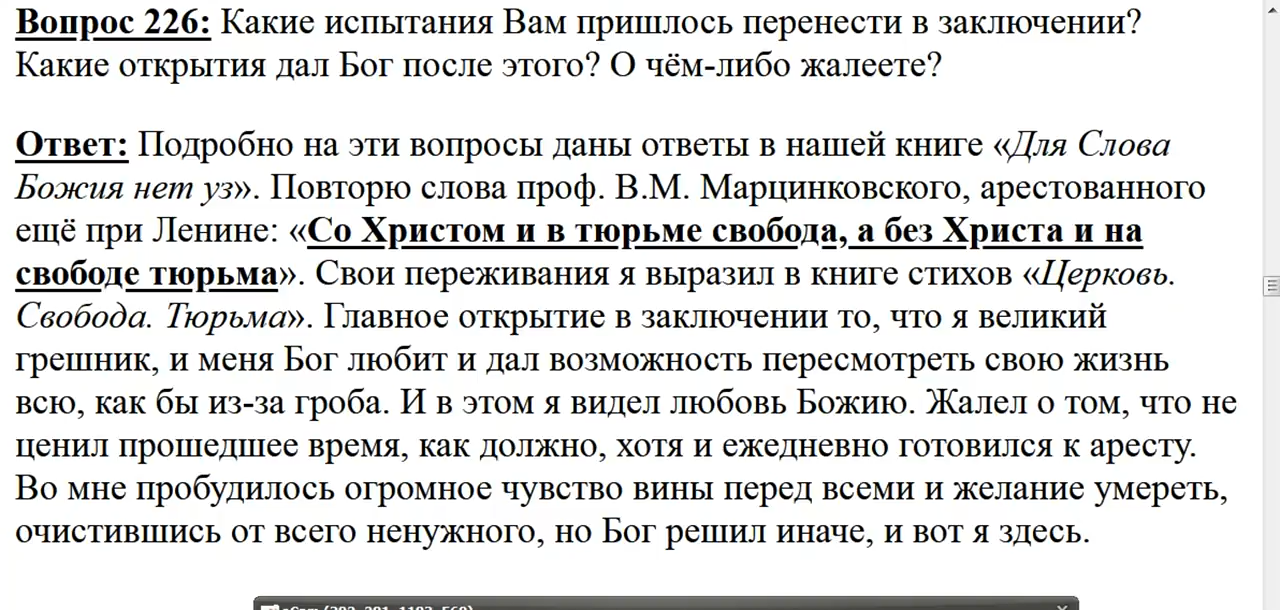 Вопрос 226: Какие испытания Вам пришлось перенести в заключении?
Какие открытия дал Бог после этого? О чём-либо жалеете?
Ответ: Подробно на эти вопросы даны ответы в нашей книге «Для Слова
Божия нет уз». Повторю слова проф. В.М. Марцинковского, арестованного
ещё при Ленине: «Со Христом и в тюрьме свобода, а без Христа и на
свободе тюрьма». Свои переживания я выразил в книге стихов «Церковь.
Свобода. Тюрьма». Главное открытие в заключении то, что я великий
грешник, и меня Бог любит и дал возможность пересмотреть свою жизнь
всю, как бы из-за гроба. И в этом я видел любовь Божию. Жалел о том, что не
ценил прошедшее время, как должно, хотя и ежедневно готовился к аресту.
Во мне пробудилось огромное чувство вины перед всеми и желание умереть,
очистившись от всего ненужного, но Бог решил иначе, и вот я здесь.